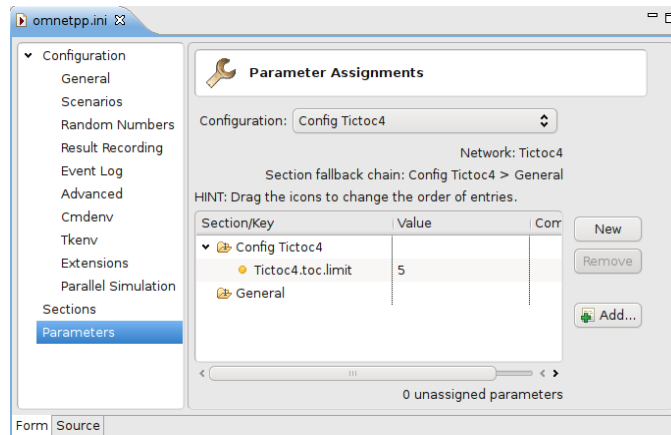 omnetpp.ini
Configuration
General
Scenarios
Random Numbers
Result Recording
Event Log
Advanced
Cmdenv
Tkenv
Extensions
Parallel Simulation
Sections
Parameters
Parameter Assignments
Configuration: Config Tictoc4
Network: Tictoc4
Section fallback chain: Config Tictoc4 > General
HINT: Drag the icons to change the order of entries.
Section/Key Value Com
Config Tictoc4
Tictoc4.toc.limit 5
General
New
Remove
Add...
0 unassigned parameters
Form Source